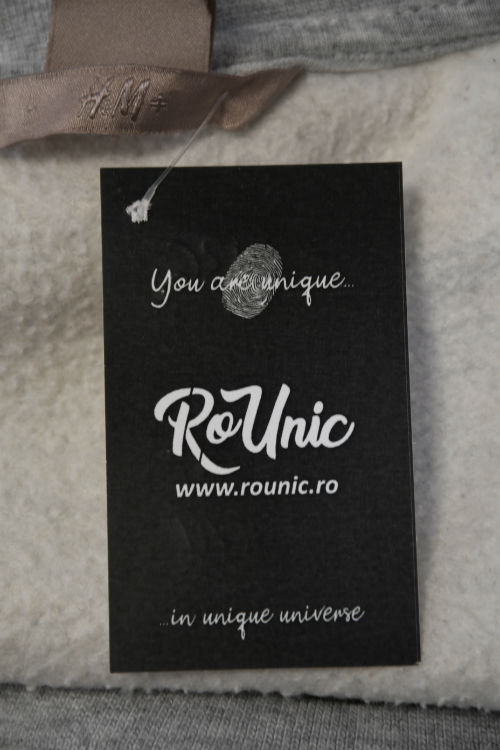 H&M+
You are unique...
RoUnic
www.rounic.ro
...in unique universe